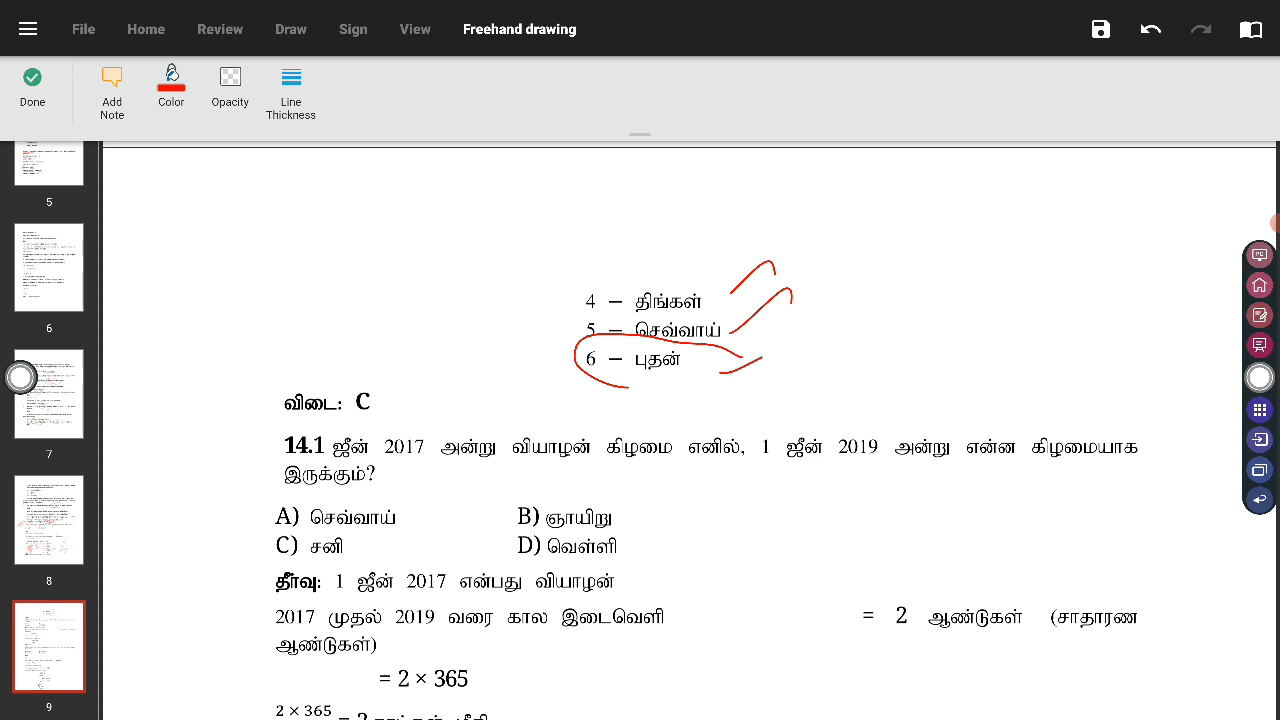 File Home Review Draw Sign View Freehand drawing
Done Add Note Color Opacity Line Thickness
5
6
7
8
9
4 – திங்கள்
5 – செவ்வாய்
6 – புதன்
விடை: C
14.1 ஜீன் 2017 அன்று வியாழன் கிழமை எனில், 1 ஜீன் 2019 அன்று என்ன கிழமையாக
இருக்கும்?
A) செவ்வாய் B) ஞாயிறு
C) சனி D) வெள்ளி
தீர்வு: 1 ஜீன் 2017 என்பது வியாழன்
2017 முதல் 2019 வரை கால இடைவெளி = 2 ஆண்டுகள் (சாதாரண
ஆண்டுகள்)
= 2 × 365
2 × 365